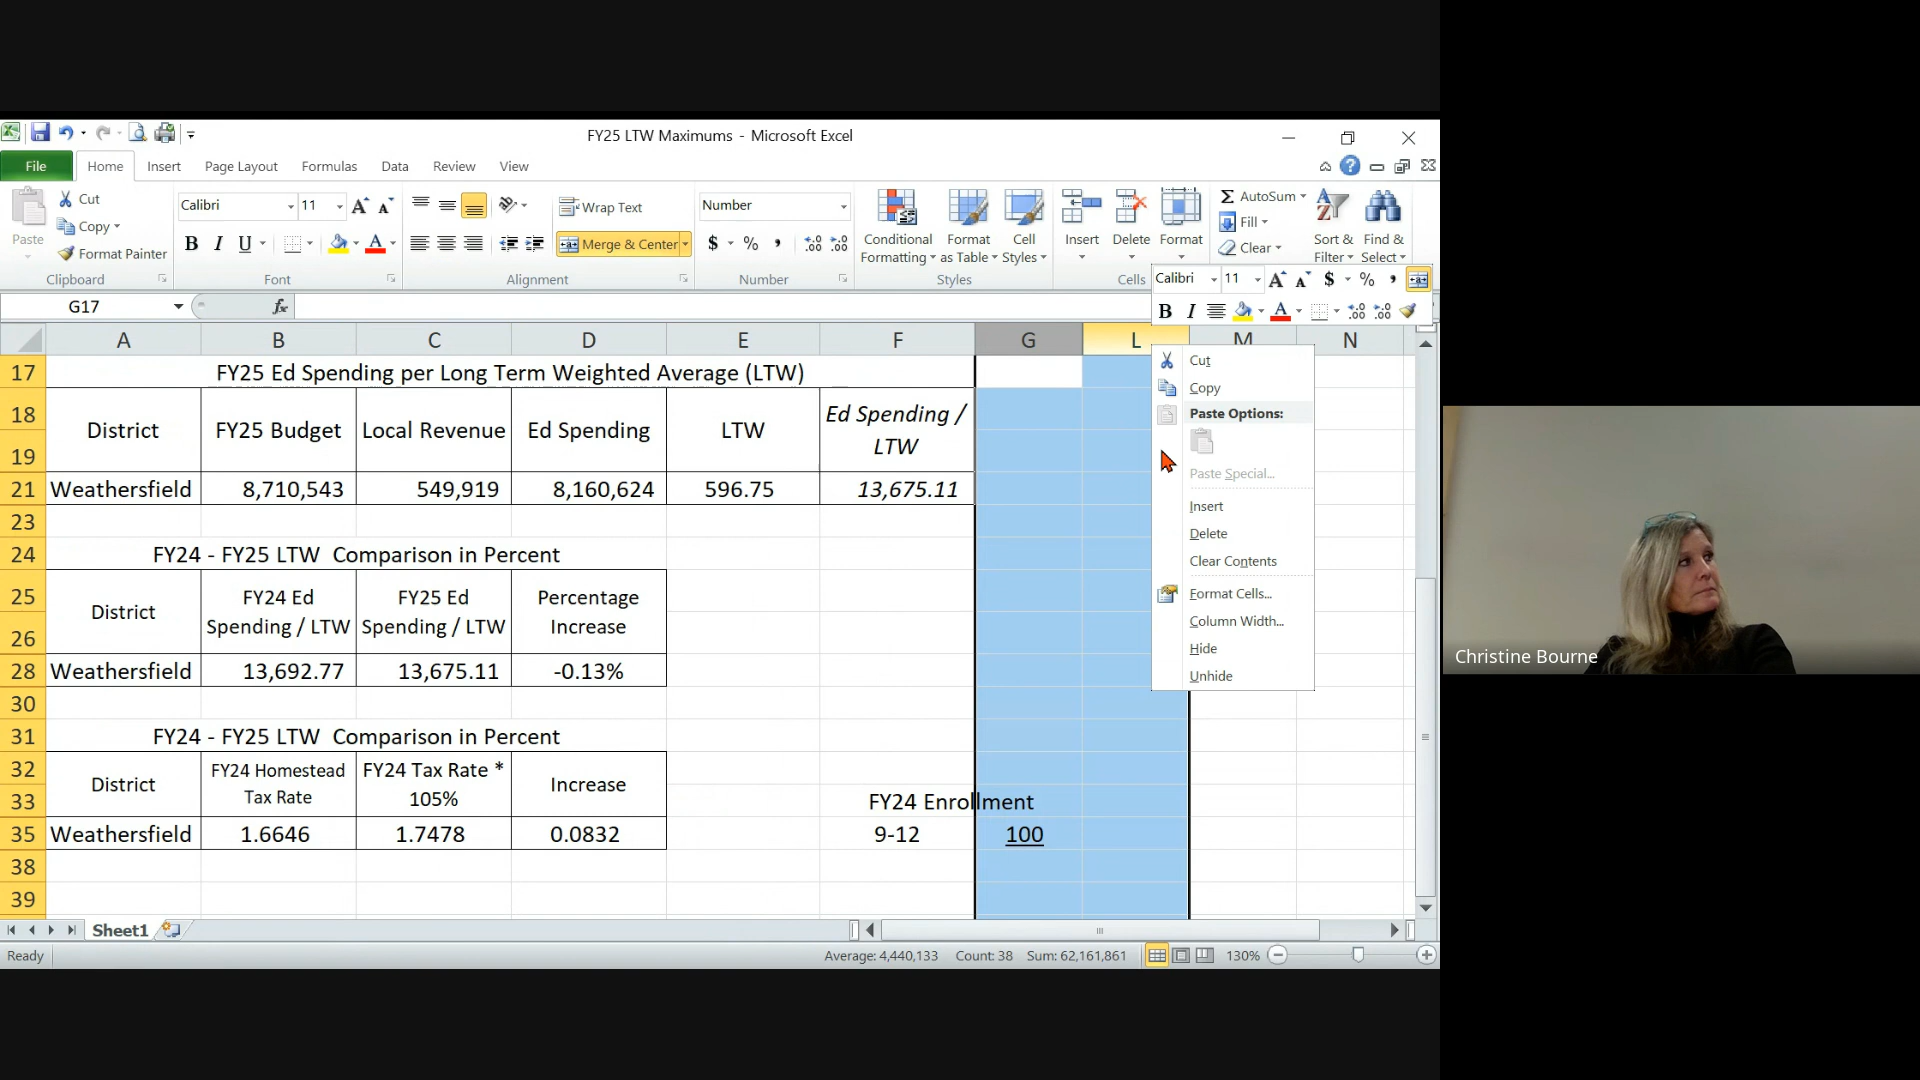 FY25 LTW Maximums - Microsoft Excel
File Home Insert Page Layout Formulas Data Review View
Cut
Copy
Format Painter
Paste
Clipboard
Calibri 11
B I U
Font
Wrap Text
Merge & Center
Alignment
Number
$ % ,
Number
Conditional Formatting
Format as Table
Cell Styles
Styles
Insert
Delete
Format
Cells
Σ AutoSum
Fill
Clear
Sort & Filter
Find & Select
Calibri 11 $ % ,
B I A
G17 fx
A B C D E F G L M N
17 FY25 Ed Spending per Long Term Weighted Average (LTW)
18
19
District FY25 Budget Local Revenue Ed Spending LTW Ed Spending / LTW
21 Weathersfield 8,710,543 549,919 8,160,624 596.75 13,675.11
23
24 FY24 - FY25 LTW Comparison in Percent
25
26
District FY24 Ed Spending / LTW FY25 Ed Spending / LTW Percentage Increase
28 Weathersfield 13,692.77 13,675.11 -0.13%
30
31 FY24 - FY25 LTW Comparison in Percent
32
33
District FY24 Homestead Tax Rate FY24 Tax Rate * 105% Increase
FY24 Enrollment
35 Weathersfield 1.6646 1.7478 0.0832 9-12 100
38
39
Cut
Copy
Paste Options:
Paste Special...
Insert
Delete
Clear Contents
Format Cells...
Column Width...
Hide
Unhide
Sheet1
Ready Average: 4,440,133 Count: 38 Sum: 62,161,861 130%
Christine Bourne